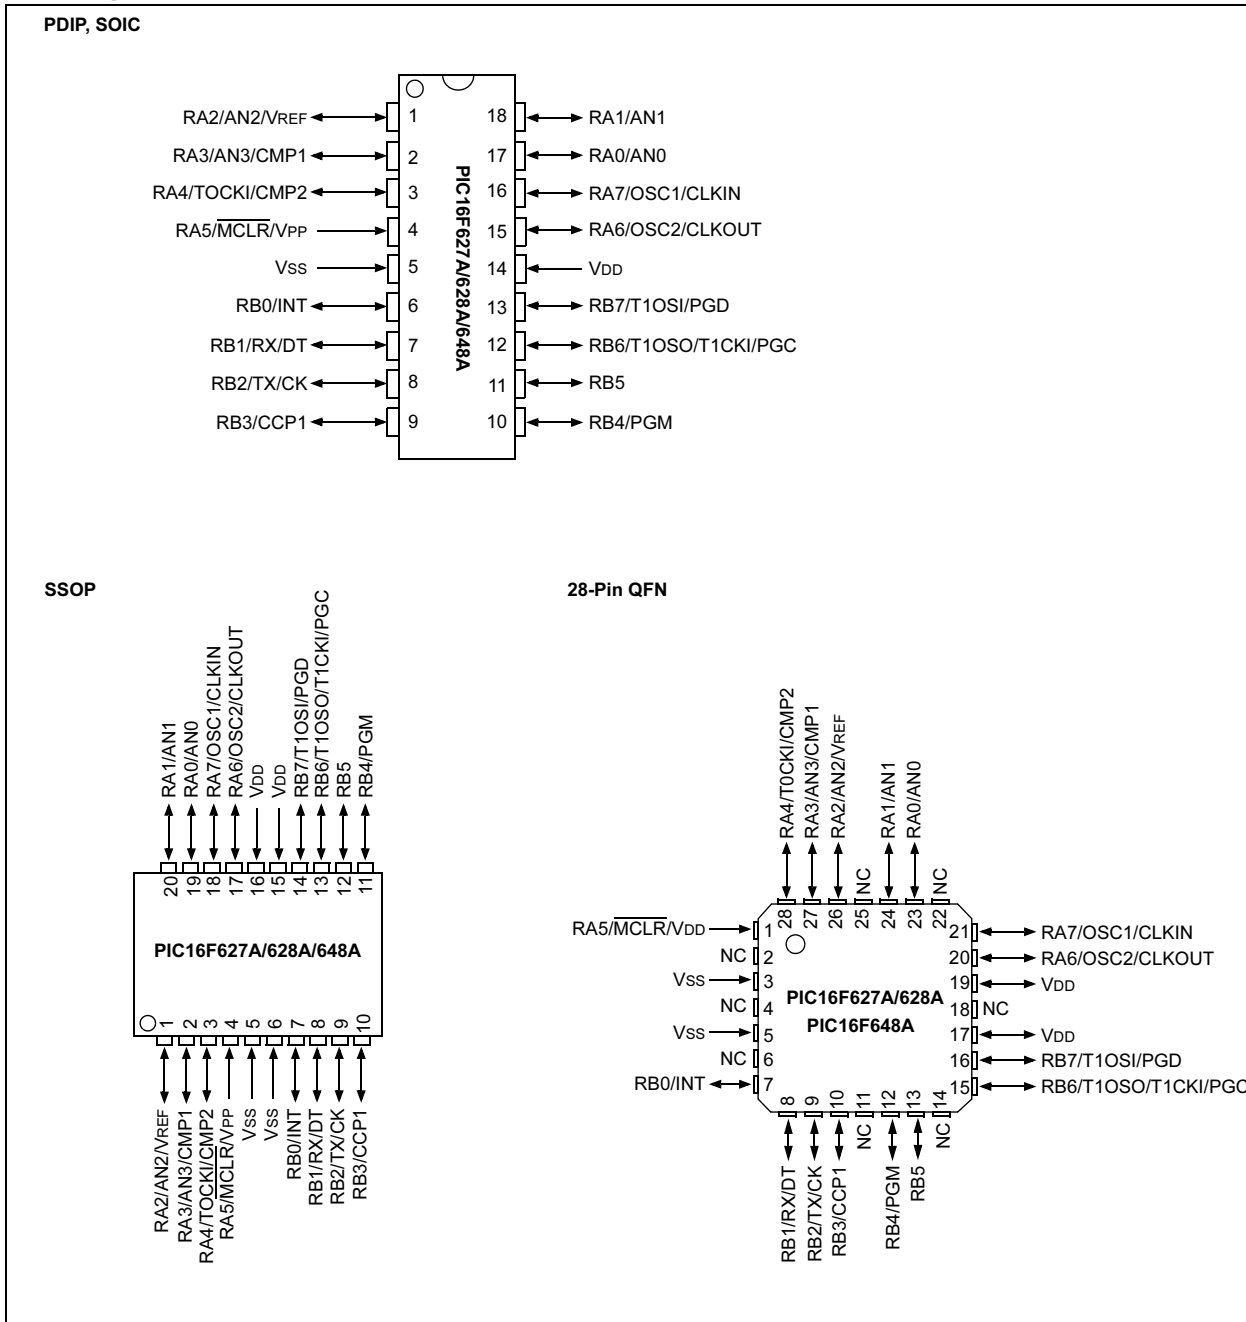 PDIP, SOIC
RA2/AN2/VREF 1
RA3/AN3/CMP1 2
RA4/TOCKI/CMP2 3
RA5/MCLR/VPP 4
VSS 5
RB0/INT 6
RB1/RX/DT 7
RB2/TX/CK 8
RB3/CCP1 9
PIC16F627A/628A/648A
18 RA1/AN1
17 RA0/AN0
16 RA7/OSC1/CLKIN
15 RA6/OSC2/CLKOUT
14 VDD
13 RB7/T1OSI/PGD
12 RB6/T1OSO/T1CKI/PGC
11 RB5
10 RB4/PGM
SSOP
RA1/AN1 20
RA0/AN0 19
RA7/OSC1/CLKIN 18
RA6/OSC2/CLKOUT 17
VDD 16
VDD 15
RB7/T1OSI/PGD 14
RB6/T1OSO/T1CKI/PGC 13
RB5 12
RB4/PGM 11
PIC16F627A/628A/648A
RA2/AN2/VREF 1
RA3/AN3/CMP1 2
RA4/TOCKI/CMP2 3
RA5/MCLR/VPP 4
VSS 5
VSS 6
RB0/INT 7
RB1/RX/DT 8
RB2/TX/CK 9
RB3/CCP1 10
28-Pin QFN
RA4/T0CKI/CMP2 28
RA3/AN3/CMP1 27
RA2/AN2/VREF 26
NC 25
RA1/AN1 24
RA0/AN0 23
NC 22
RA5/MCLR/VDD 1
NC 2
VSS 3
NC 4
VSS 5
NC 6
RB0/INT 7
PIC16F627A/628A
PIC16F648A
21 RA7/OSC1/CLKIN
20 RA6/OSC2/CLKOUT
19 VDD
18 NC
17 VDD
16 RB7/T1OSI/PGD
15 RB6/T1OSO/T1CKI/PGC
8 RB1/RX/DT
9 RB2/TX/CK
10 RB3/CCP1
11 NC
12 RB4/PGM
13 RB5
14 NC